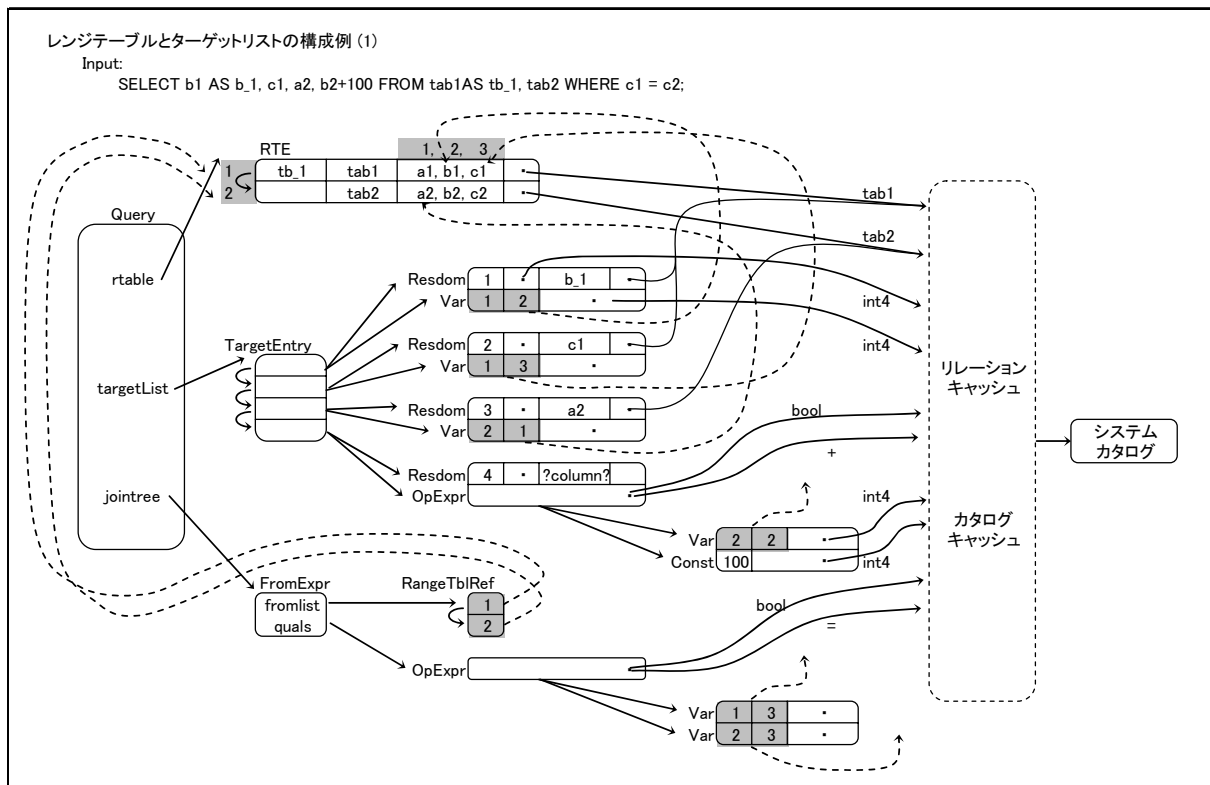 レンジテーブルとターゲットリストの構成例 (1)
Input:
SELECT b1 AS b_1, c1, a2, b2+100 FROM tab1AS tb_1, tab2 WHERE c1 = c2;
RTE
1, 2, 3
1 tb_1 tab1 a1, b1, c1
2 tab2 a2, b2, c2
Query
rtable
targetList
jointree
TargetEntry
Resdom 1 ・ b_1 ・
Var 1 2 ・
Resdom 2 ・ c1 ・
Var 1 3 ・
Resdom 3 ・ a2 ・
Var 2 1 ・
Resdom 4 ・ ?column?
OpExpr
Var 2 2 ・
Const 100 ・
FromExpr
fromlist
quals
RangeTblRef
1
2
OpExpr
Var 1 3 ・
Var 2 3 ・
tab1
tab2
int4
int4
bool
+
int4
int4
bool
=
リレーション
キャッシュ
カタログ
キャッシュ
システム
カタログ